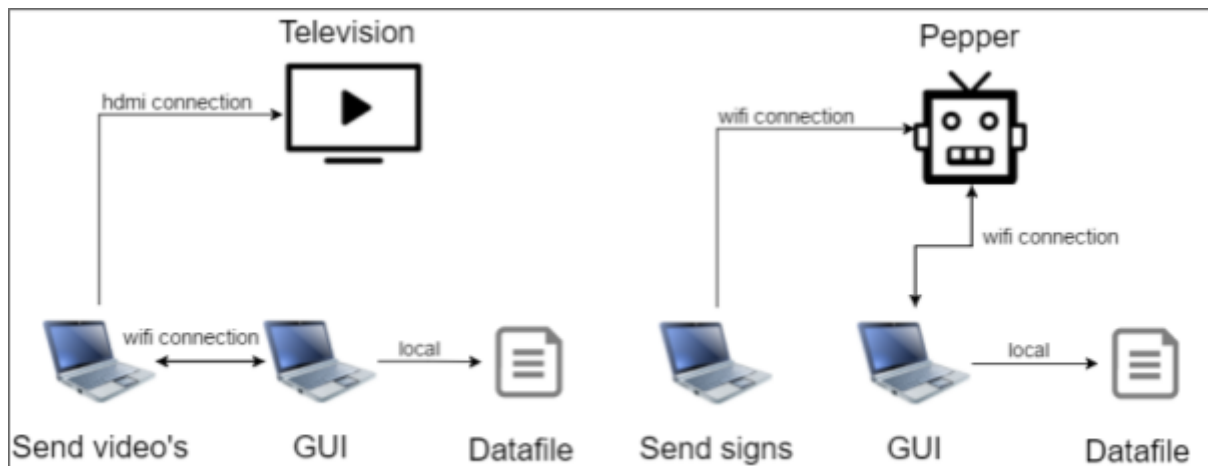 Television
Pepper
hdmi connection
wifi connection
wifi connection
wifi connection
local
local
Send video's
GUI
Datafile
Send signs
GUI
Datafile